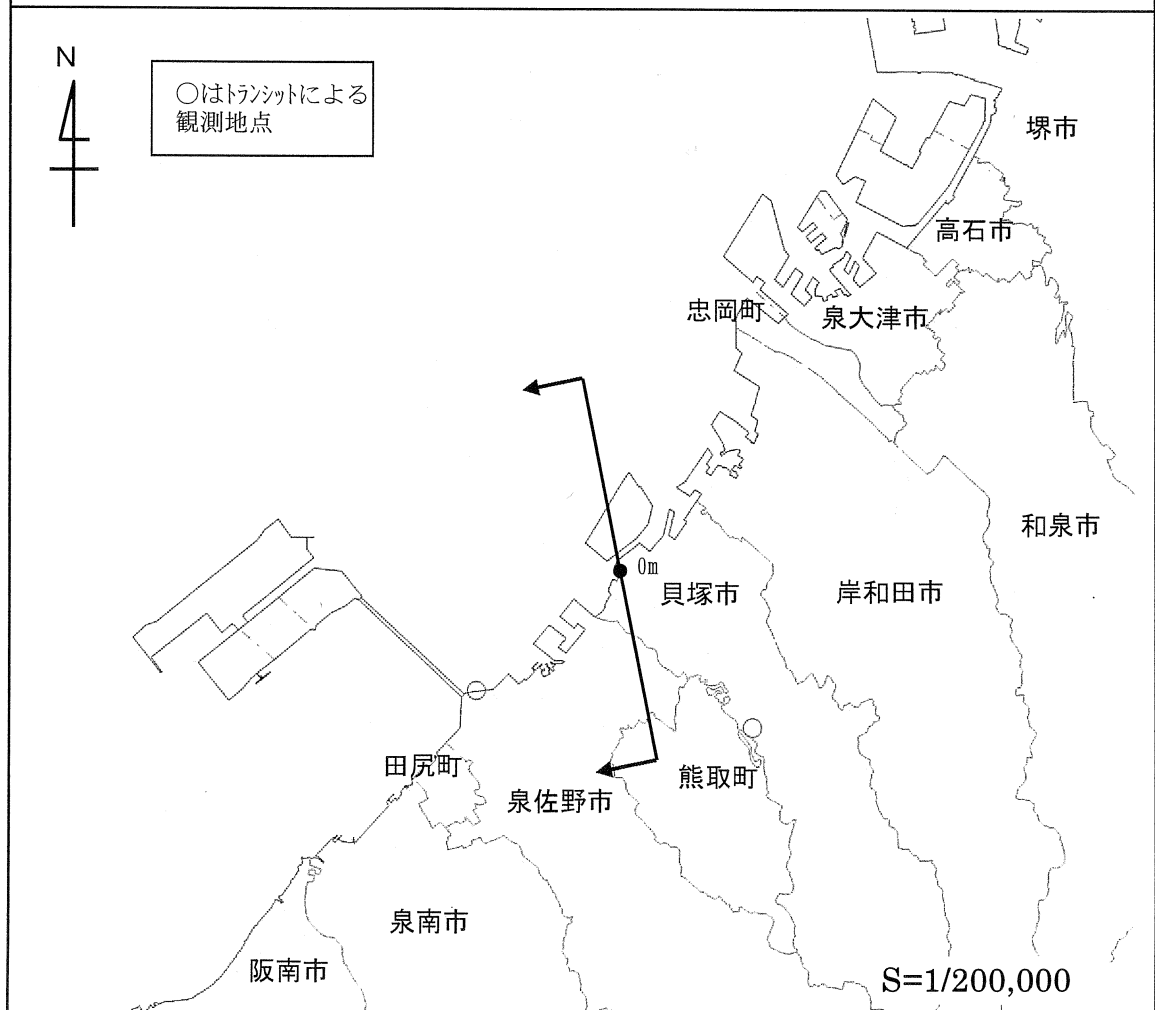 N
○はﾄﾗﾝｼｯﾄによる
観測地点
堺市
高石市
忠岡町
泉大津市
和泉市
0m
貝塚市
岸和田市
田尻町
熊取町
泉佐野市
泉南市
阪南市
S=1/200,000